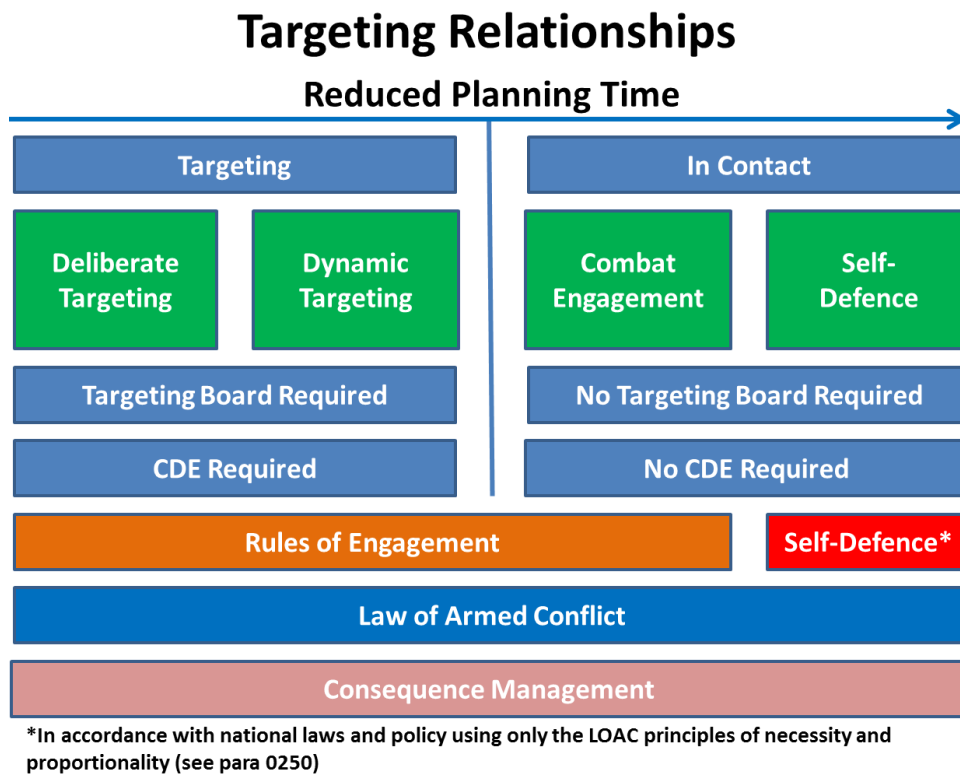 Targeting Relationships
Reduced Planning Time
Targeting
In Contact
Deliberate
Targeting
Dynamic
Targeting
Combat
Engagement
Self-
Defence
Targeting Board Required
No Targeting Board Required
CDE Required
No CDE Required
Rules of Engagement
Self-Defence*
Law of Armed Conflict
Consequence Management
*In accordance with national laws and policy using only the LOAC principles of necessity and
proportionality (see para 0250)